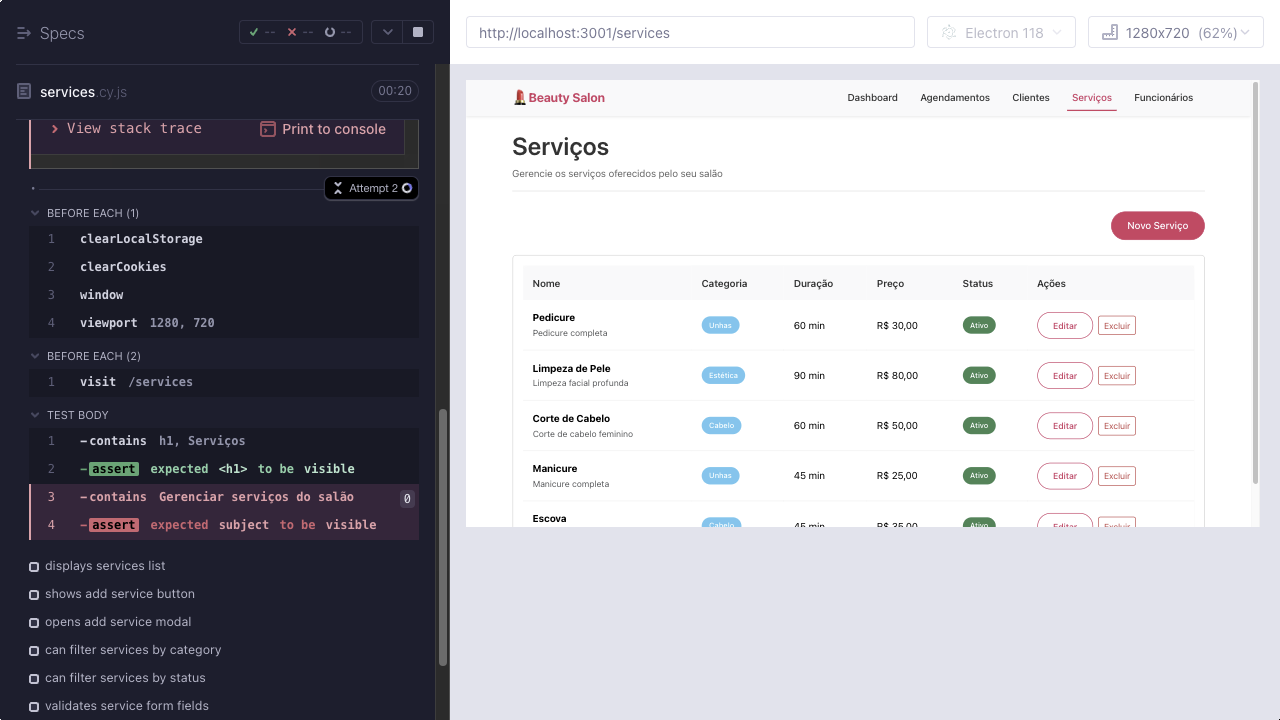 Specs
-- -- --
services.cy.js 00:20
View stack trace Print to console
Attempt 2
BEFORE EACH (1)
1 clearLocalStorage
2 clearCookies
3 window
4 viewport 1280, 720
BEFORE EACH (2)
1 visit /services
TEST BODY
1 -contains h1, Serviços
2 -assert expected <h1> to be visible
3 -contains Gerenciar serviços do salão 0
4 -assert expected subject to be visible
displays services list
shows add service button
opens add service modal
can filter services by category
can filter services by status
validates service form fields
http://localhost:3001/services Electron 118 1280x720 (62%)
Beauty Salon Dashboard Agendamentos Clientes Serviços Funcionários
Serviços
Gerencie os serviços oferecidos pelo seu salão
Novo Serviço
Nome Categoria Duração Preço Status Ações
Pedicure
Pedicure completa Unhas 60 min R$ 30,00 Ativo Editar Excluir
Limpeza de Pele
Limpeza facial profunda Estética 90 min R$ 80,00 Ativo Editar Excluir
Corte de Cabelo
Corte de cabelo feminino Cabelo 60 min R$ 50,00 Ativo Editar Excluir
Manicure
Manicure completa Unhas 45 min R$ 25,00 Ativo Editar Excluir
Escova
Cabelo 45 min R$ 35,00 Ativo Editar Excluir